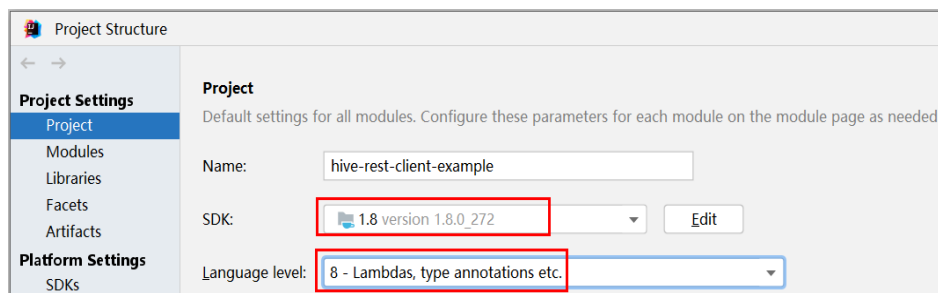 Project Structure
Project Settings
Project
Modules
Libraries
Facets
Artifacts
Platform Settings
SDKs
Project
Default settings for all modules. Configure these parameters for each module on the module page as needed
Name: hive-rest-client-example
SDK: 1.8 version 1.8.0_272 Edit
Language level: 8 - Lambdas, type annotations etc.